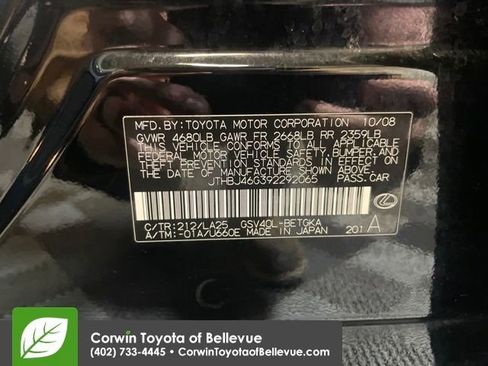 MFD.BY:TOYOTA MOTOR CORPORATION 10/08
GVWR 4680LB GAWR FR 2668LB RR 2359LB
THIS VEHICLE CONFORMS TO ALL APPLICABLE
FEDERAL MOTOR VEHICLE SAFETY, BUMPER, AND
THEFT PREVENTION STANDARDS IN EFFECT ON
THE DATE OF MANUFACTURE SHOWN ABOVE.
JTHBJ46G392292065 PASS.CAR
C/TR:212/LA25 GSV40L-BETGKA
A/TM:-01A/U660E MADE IN JAPAN 201 A
Corwin Toyota of Bellevue
(402) 733-4445 • CorwinToyotaofBellevue.com